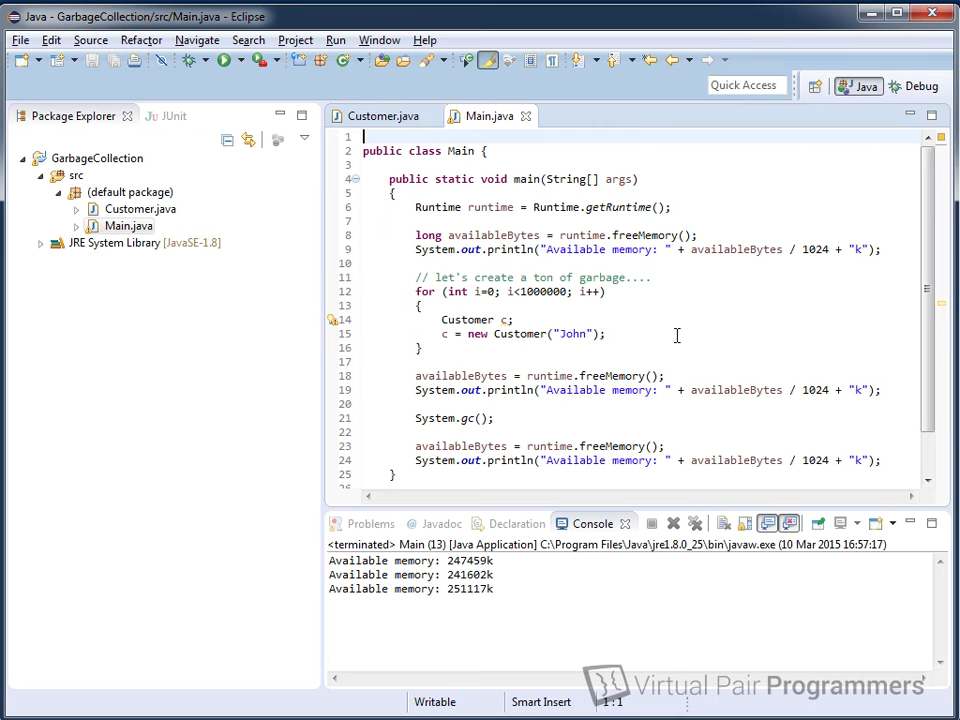 Java - GarbageCollection/src/Main.java - Eclipse
File Edit Source Refactor Navigate Search Project Run Window Help
Quick Access Java Debug
Package Explorer JUnit
GarbageCollection
src
(default package)
Customer.java
Main.java
JRE System Library [JavaSE-1.8]
Customer.java Main.java
1
2 public class Main {
3
4 public static void main(String[] args)
5 {
6 Runtime runtime = Runtime.getRuntime();
7
8 long availableBytes = runtime.freeMemory();
9 System.out.println("Available memory: " + availableBytes / 1024 + "k");
10
11 // let's create a ton of garbage....
12 for (int i=0; i<1000000; i++)
13 {
14 Customer c;
15 c = new Customer("John");
16 }
17
18 availableBytes = runtime.freeMemory();
19 System.out.println("Available memory: " + availableBytes / 1024 + "k");
20
21 System.gc();
22
23 availableBytes = runtime.freeMemory();
24 System.out.println("Available memory: " + availableBytes / 1024 + "k");
25 }
26
Problems Javadoc Declaration Console
<terminated> Main (13) [Java Application] C:\Program Files\Java\jre1.8.0_25\bin\javaw.exe (10 Mar 2015 16:57:17)
Available memory: 247459k
Available memory: 241602k
Available memory: 251117k
Virtual Pair Programmers
Writable Smart Insert 1:1